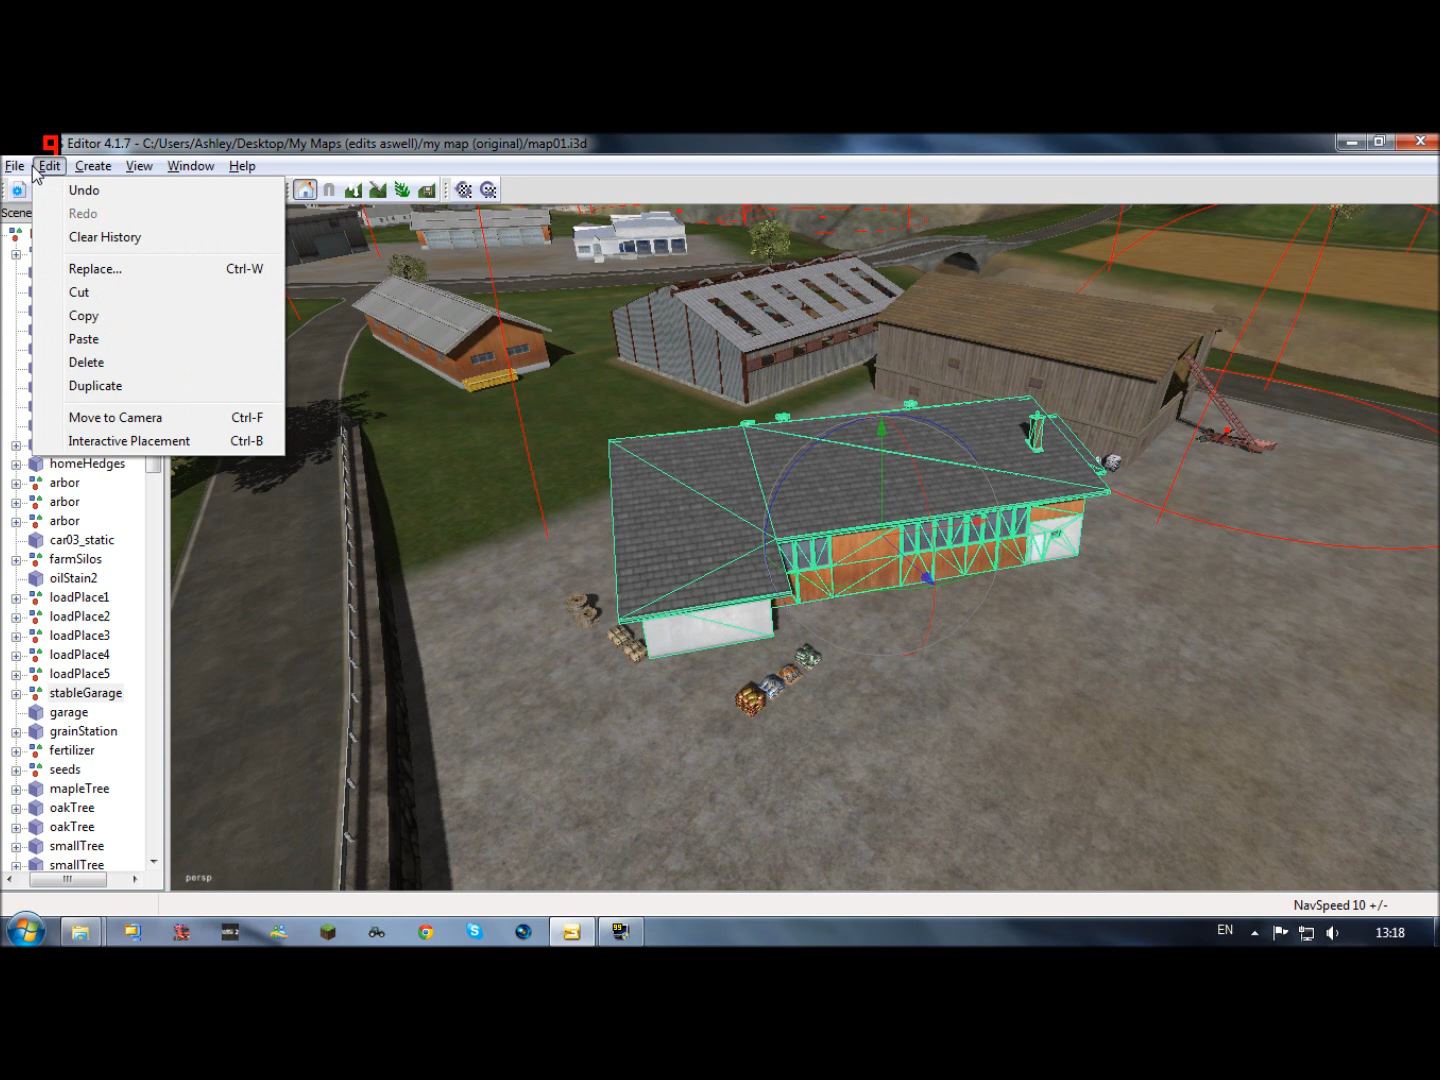 9
Editor 4.1.7 - C:/Users/Ashley/Desktop/My Maps (edits aswell)/my map (original)/map01.i3d
File Edit Create View Window Help
Undo
Redo
Clear History
Replace... Ctrl-W
Cut
Copy
Paste
Delete
Duplicate
Move to Camera Ctrl-F
Interactive Placement Ctrl-B
Scene
homeHedges
arbor
arbor
arbor
car03_static
farmSilos
oilStain2
loadPlace1
loadPlace2
loadPlace3
loadPlace4
loadPlace5
stableGarage
garage
grainStation
fertilizer
seeds
mapleTree
oakTree
oakTree
smallTree
smallTree
persp
NavSpeed 10 +/-
99
EN
13:18